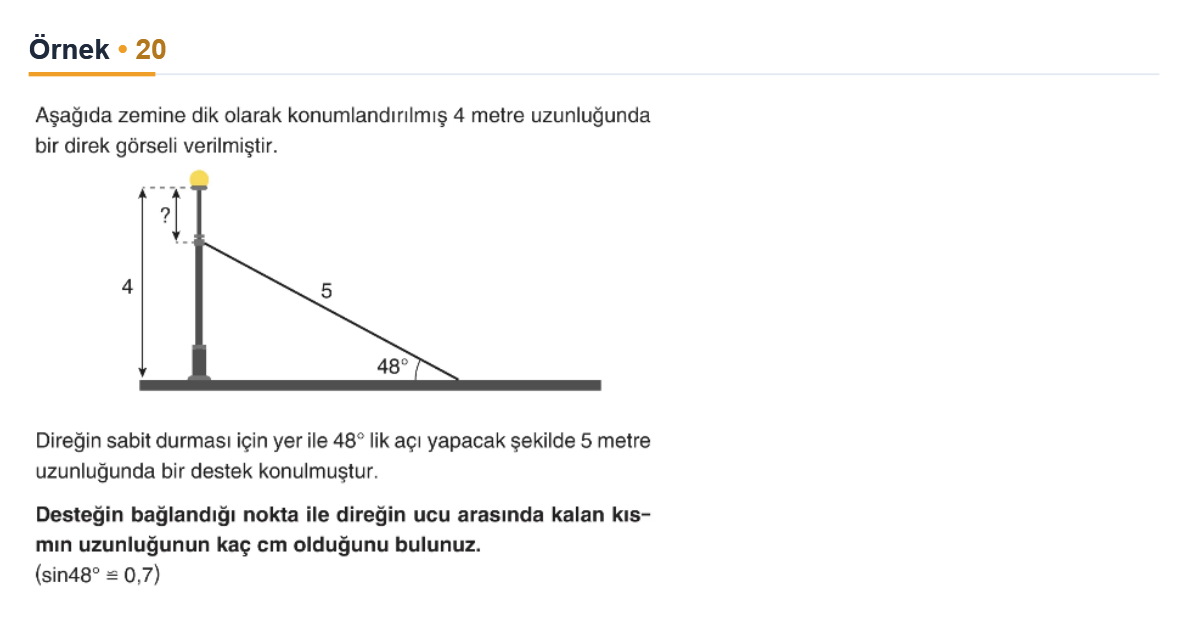 Örnek • 20
Aşağıda zemine dik olarak konumlandırılmış 4 metre uzunluğunda
bir direk görseli verilmiştir.
?
4
5
48°
Direğin sabit durması için yer ile 48° lik açı yapacak şekilde 5 metre
uzunluğunda bir destek konulmuştur.
Desteğin bağlandığı nokta ile direğin ucu arasında kalan kıs-
mın uzunluğunun kaç cm olduğunu bulunuz.
(sin48° ≅ 0,7)